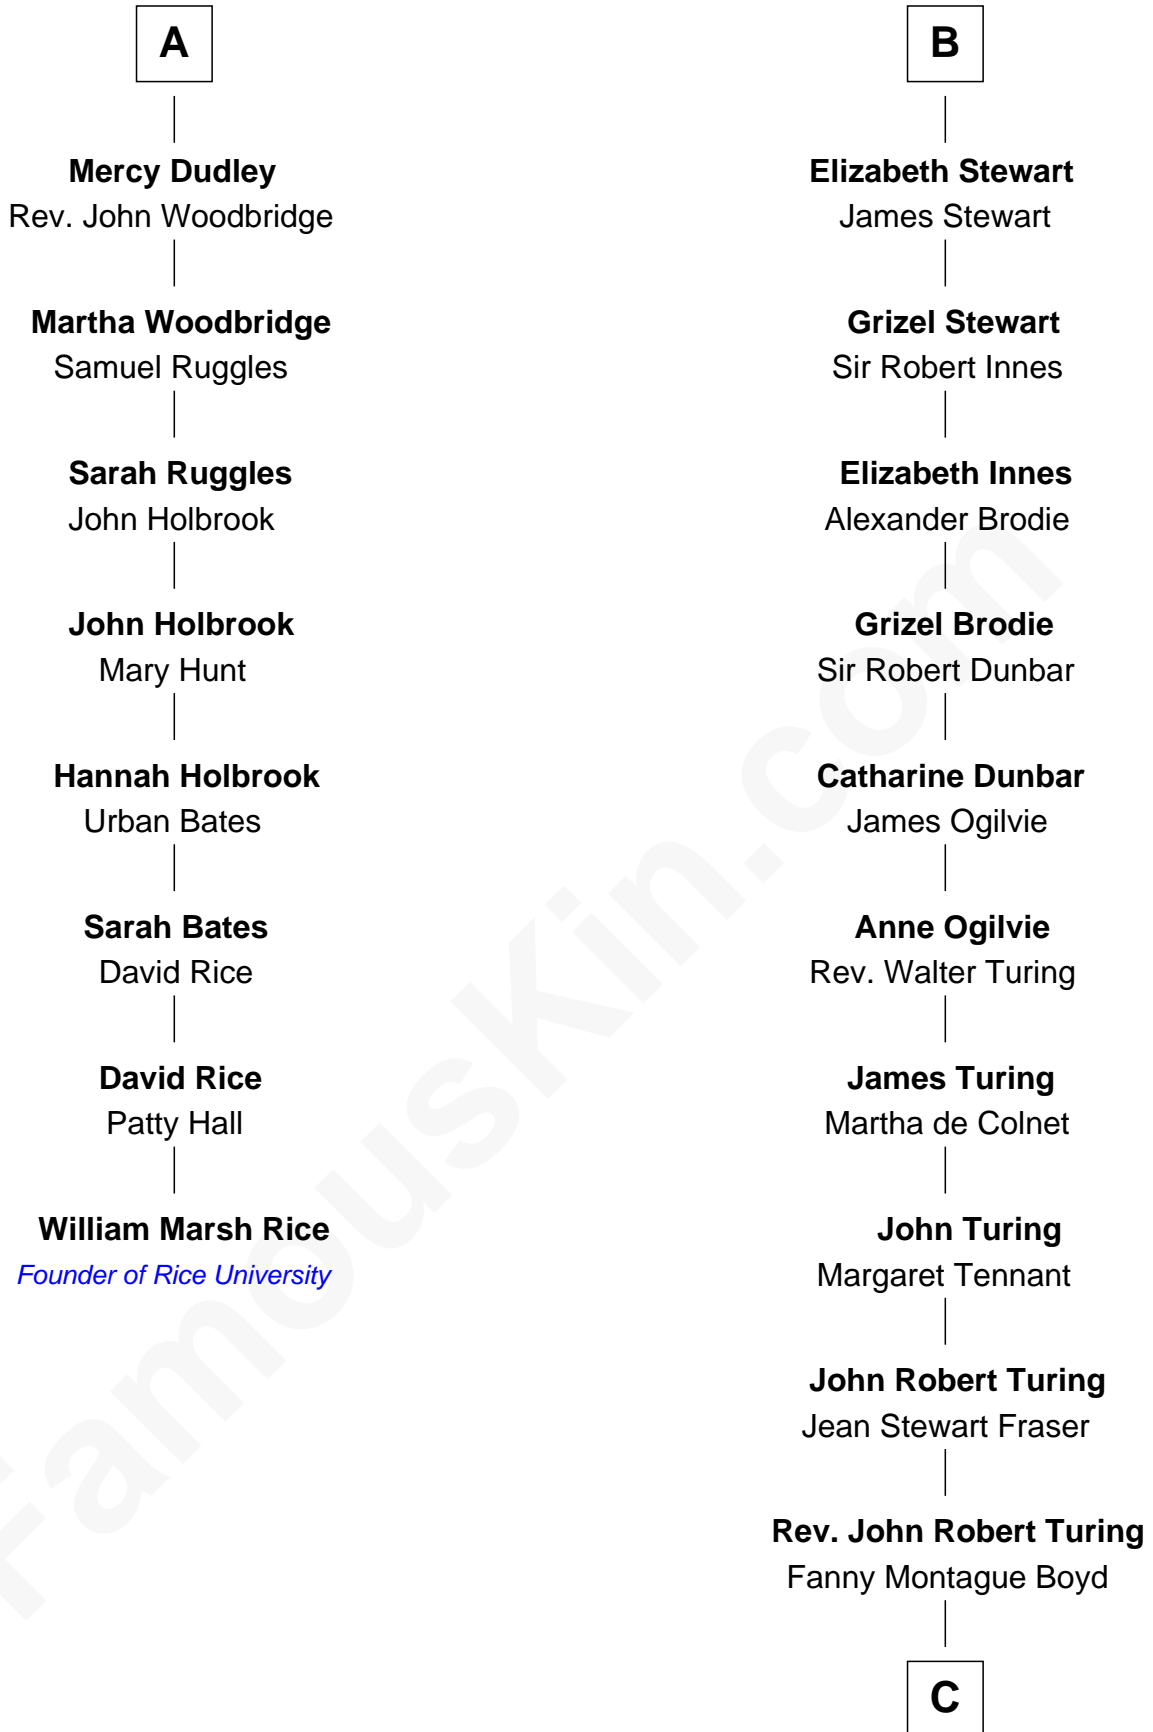 A
Mercy Dudley
Rev. John Woodbridge
Martha Woodbridge
Samuel Ruggles
Sarah Ruggles
John Holbrook
John Holbrook
Mary Hunt
Hannah Holbrook
Urban Bates
Sarah Bates
David Rice
David Rice
Patty Hall
William Marsh Rice
Founder of Rice University
B
Elizabeth Stewart
James Stewart
Grizel Stewart
Sir Robert Innes
Elizabeth Innes
Alexander Brodie
Grizel Brodie
Sir Robert Dunbar
Catharine Dunbar
James Ogilvie
Anne Ogilvie
Rev. Walter Turing
James Turing
Martha de Colnet
John Turing
Margaret Tennant
John Robert Turing
Jean Stewart Fraser
Rev. John Robert Turing
Fanny Montague Boyd
C
FamousKin.com